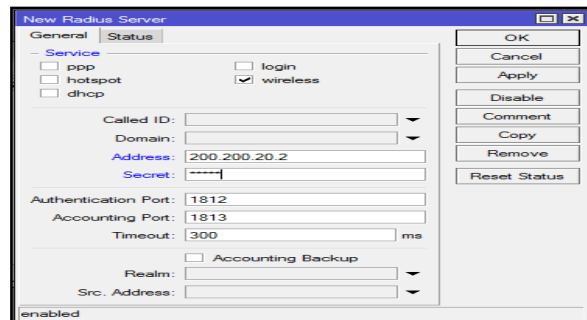 New Radius Server
General Status
Service
ppp login
hotspot wireless
dhcp
Called ID:
Domain:
Address: 200.200.20.2
Secret: *****
Authentication Port: 1812
Accounting Port: 1813
Timeout: 300 ms
Accounting Backup
Realm:
Src. Address:
enabled
OK
Cancel
Apply
Disable
Comment
Copy
Remove
Reset Status